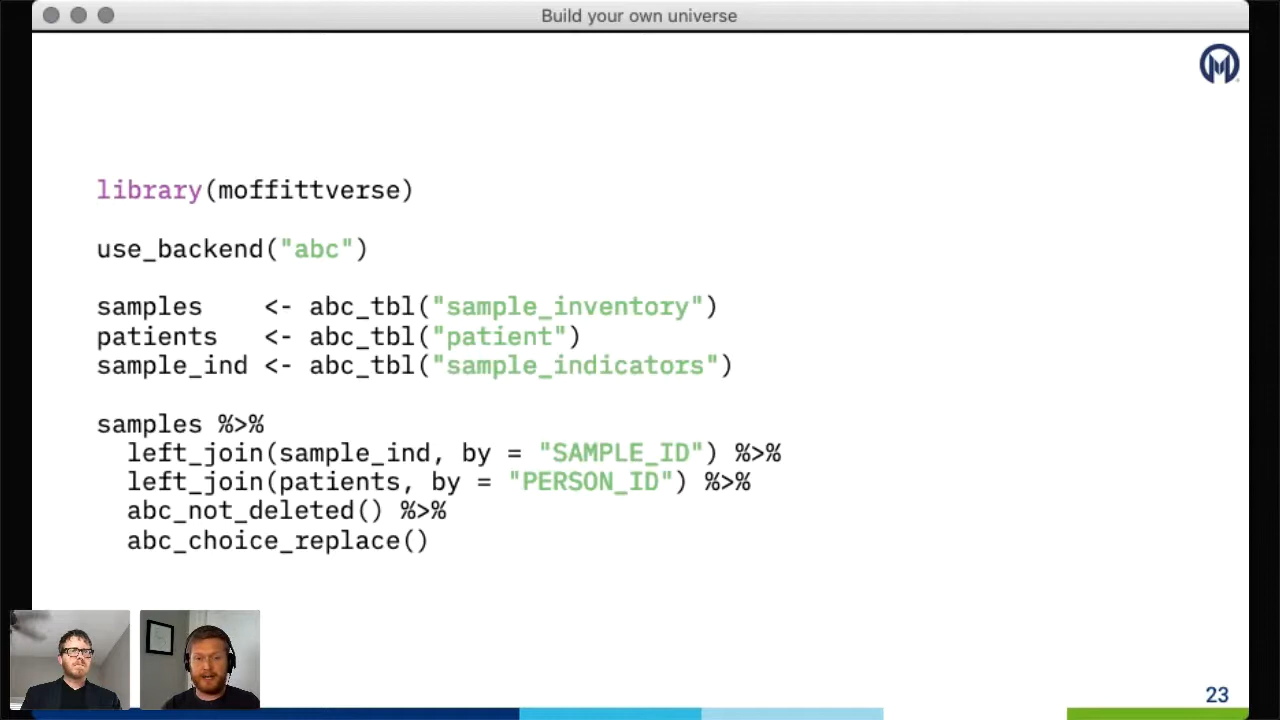 Build your own universe
library(moffittverse)
use_backend("abc")
samples    <- abc_tbl("sample_inventory")
patients   <- abc_tbl("patient")
sample_ind <- abc_tbl("sample_indicators")
samples %>%
  left_join(sample_ind, by = "SAMPLE_ID") %>%
  left_join(patients, by = "PERSON_ID") %>%
  abc_not_deleted() %>%
  abc_choice_replace()
23